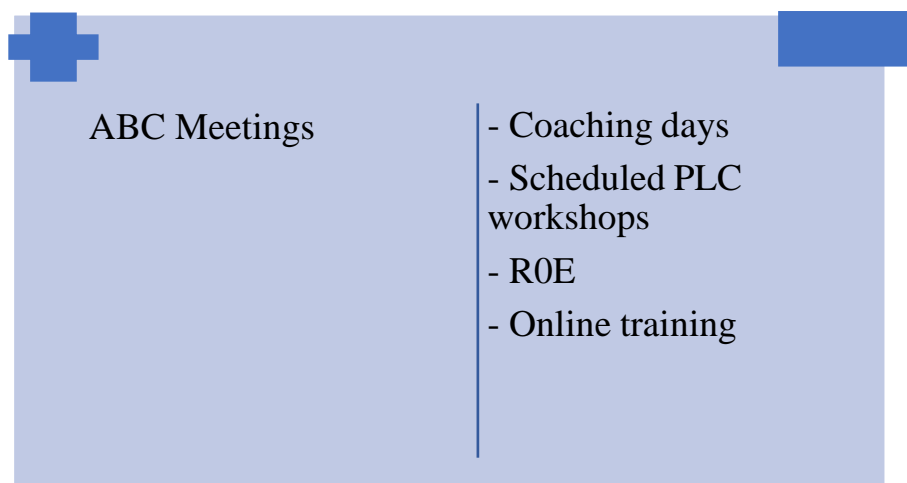 ABC Meetings
- Coaching days
- Scheduled PLC
workshops
- R0E
- Online training